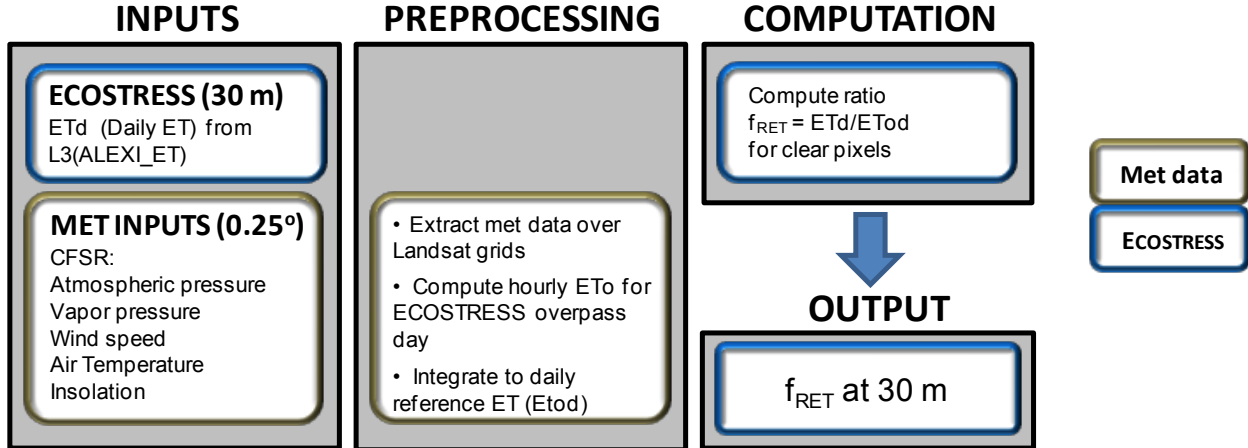 INPUTS
ECOSTRESS (30 m)
ETd (Daily ET) from
L3(ALEXI_ET)
MET INPUTS (0.25º)
CFSR:
Atmospheric pressure
Vapor pressure
Wind speed
Air Temperature
Insolation
PREPROCESSING
• Extract met data over
Landsat grids
• Compute hourly ETo for
ECOSTRESS overpass
day
• Integrate to daily
reference ET (Etod)
COMPUTATION
Compute ratio
fRET = ETd/ETod
for clear pixels
OUTPUT
fRET at 30 m
Met data
ECOSTRESS